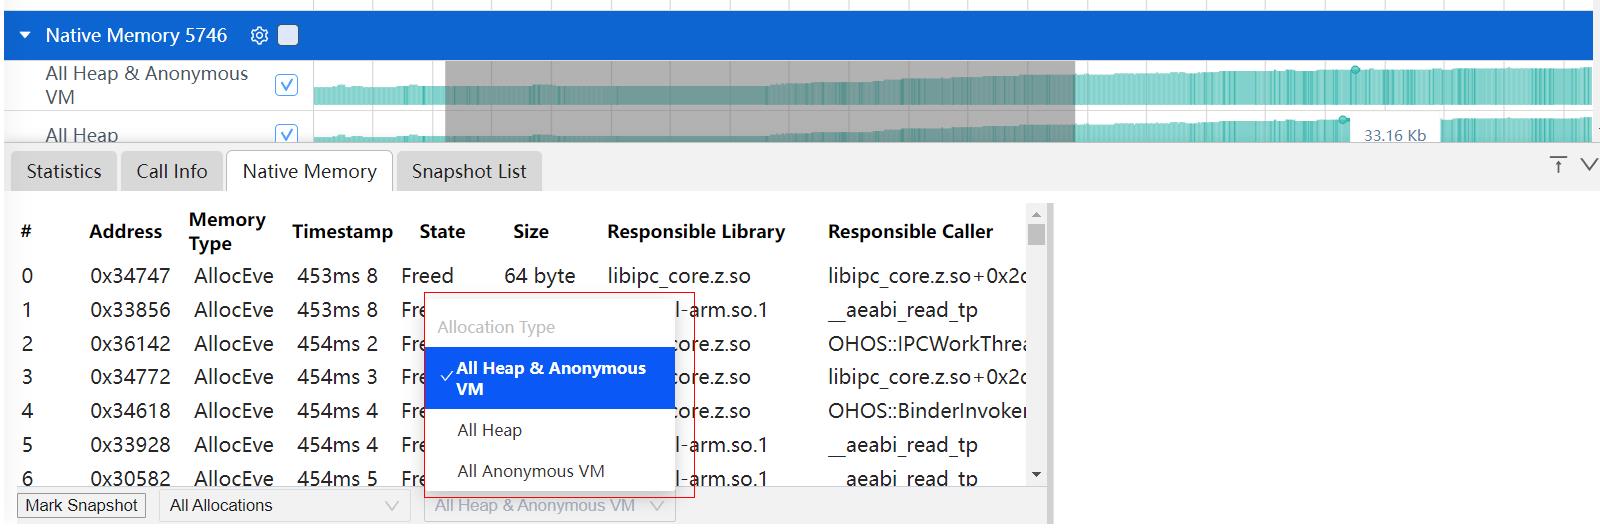 Native Memory 5746
All Heap & Anonymous
VM
All Heap
33.16 Kb
Statistics Call Info Native Memory Snapshot List
# Address Memory Type Timestamp State Size Responsible Library Responsible Caller
0 0x34747 AllocEve 453ms 8 Freed 64 byte libipc_core.z.so libipc_core.z.so+0x2
1 0x33856 AllocEve 453ms 8 Fre l-arm.so.1 __aeabi_read_tp
2 0x36142 AllocEve 454ms 2 Fre core.z.so OHOS::IPCWorkThre
3 0x34772 AllocEve 454ms 3 Fre core.z.so libipc_core.z.so+0x2
4 0x34618 AllocEve 454ms 4 Fre core.z.so OHOS::BinderInvoker
5 0x33928 AllocEve 454ms 4 Fre l-arm.so.1 __aeabi_read_tp
6 0x30582 AllocEve 454ms 5 Fre l-arm.so.1 __aeabi_read_tp
Allocation Type
All Heap & Anonymous
VM
All Heap
All Anonymous VM
Mark Snapshot All Allocations All Heap & Anonymous VM